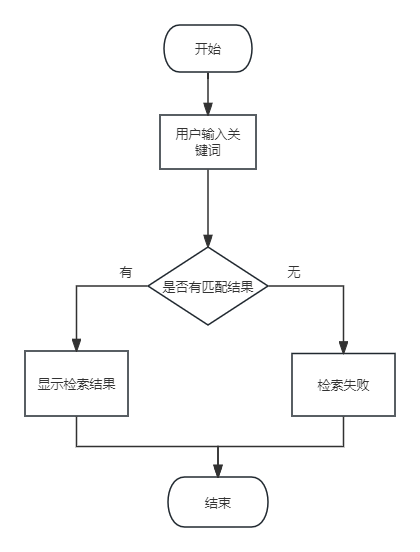 开始
用户输入关
键词
是否有匹配结果
有
无
显示检索结果
检索失败
结束